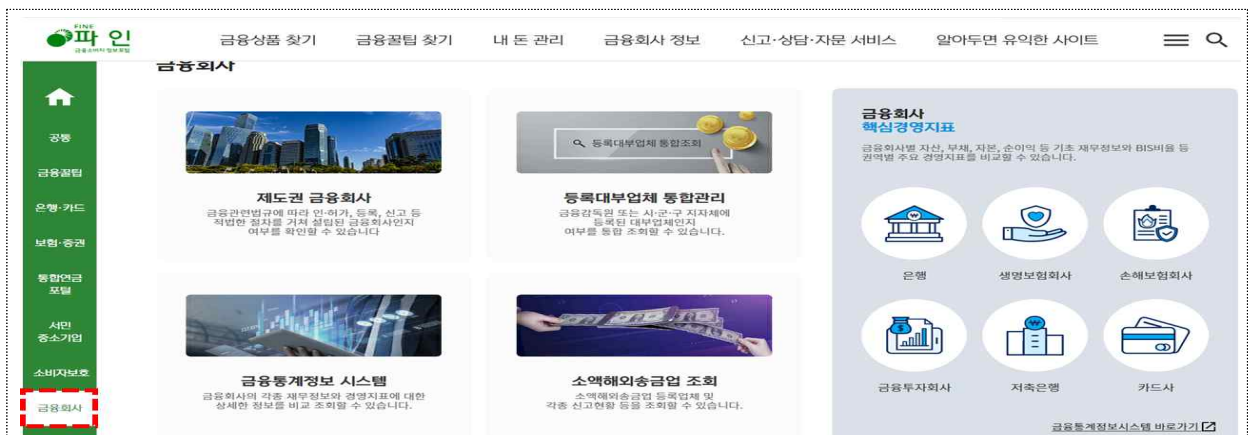 FINE
파인
금융소비자 정보포털
금융상품 찾기
금융꿀팁 찾기
내 돈 관리
금융회사 정보
신고·상담·자문 서비스
알아두면 유익한 사이트
공통
금융꿀팁
은행·카드
보험·증권
통합연금
포털
서민
중소기업
소비자보호
금융회사
금융회사
제도권 금융회사
금융관련법규에 따라 인·허가, 등록, 신고 등
적법한 절차를 거쳐 설립된 금융회사인지
여부를 확인할 수 있습니다
등록대부업체 통합조회
등록대부업체 통합관리
금융감독원 또는 시·군·구 지자체에
등록된 대부업체인지
여부를 통합 조회할 수 있습니다.
금융통계정보 시스템
금융회사의 각종 재무정보와 경영지표에 대한
상세한 정보를 비교 조회할 수 있습니다.
소액해외송금업 조회
소액해외송금업 등록업체 및
각종 신고현황 등을 조회할 수 있습니다.
금융회사
핵심경영지표
금융회사별 자산, 부채, 자본, 순이익 등 기초 재무정보와 BIS비율 등
권역별 주요 경영지표를 비교할 수 있습니다.
은행
생명보험회사
손해보험회사
금융투자회사
저축은행
카드사
금융통계정보시스템 바로가기